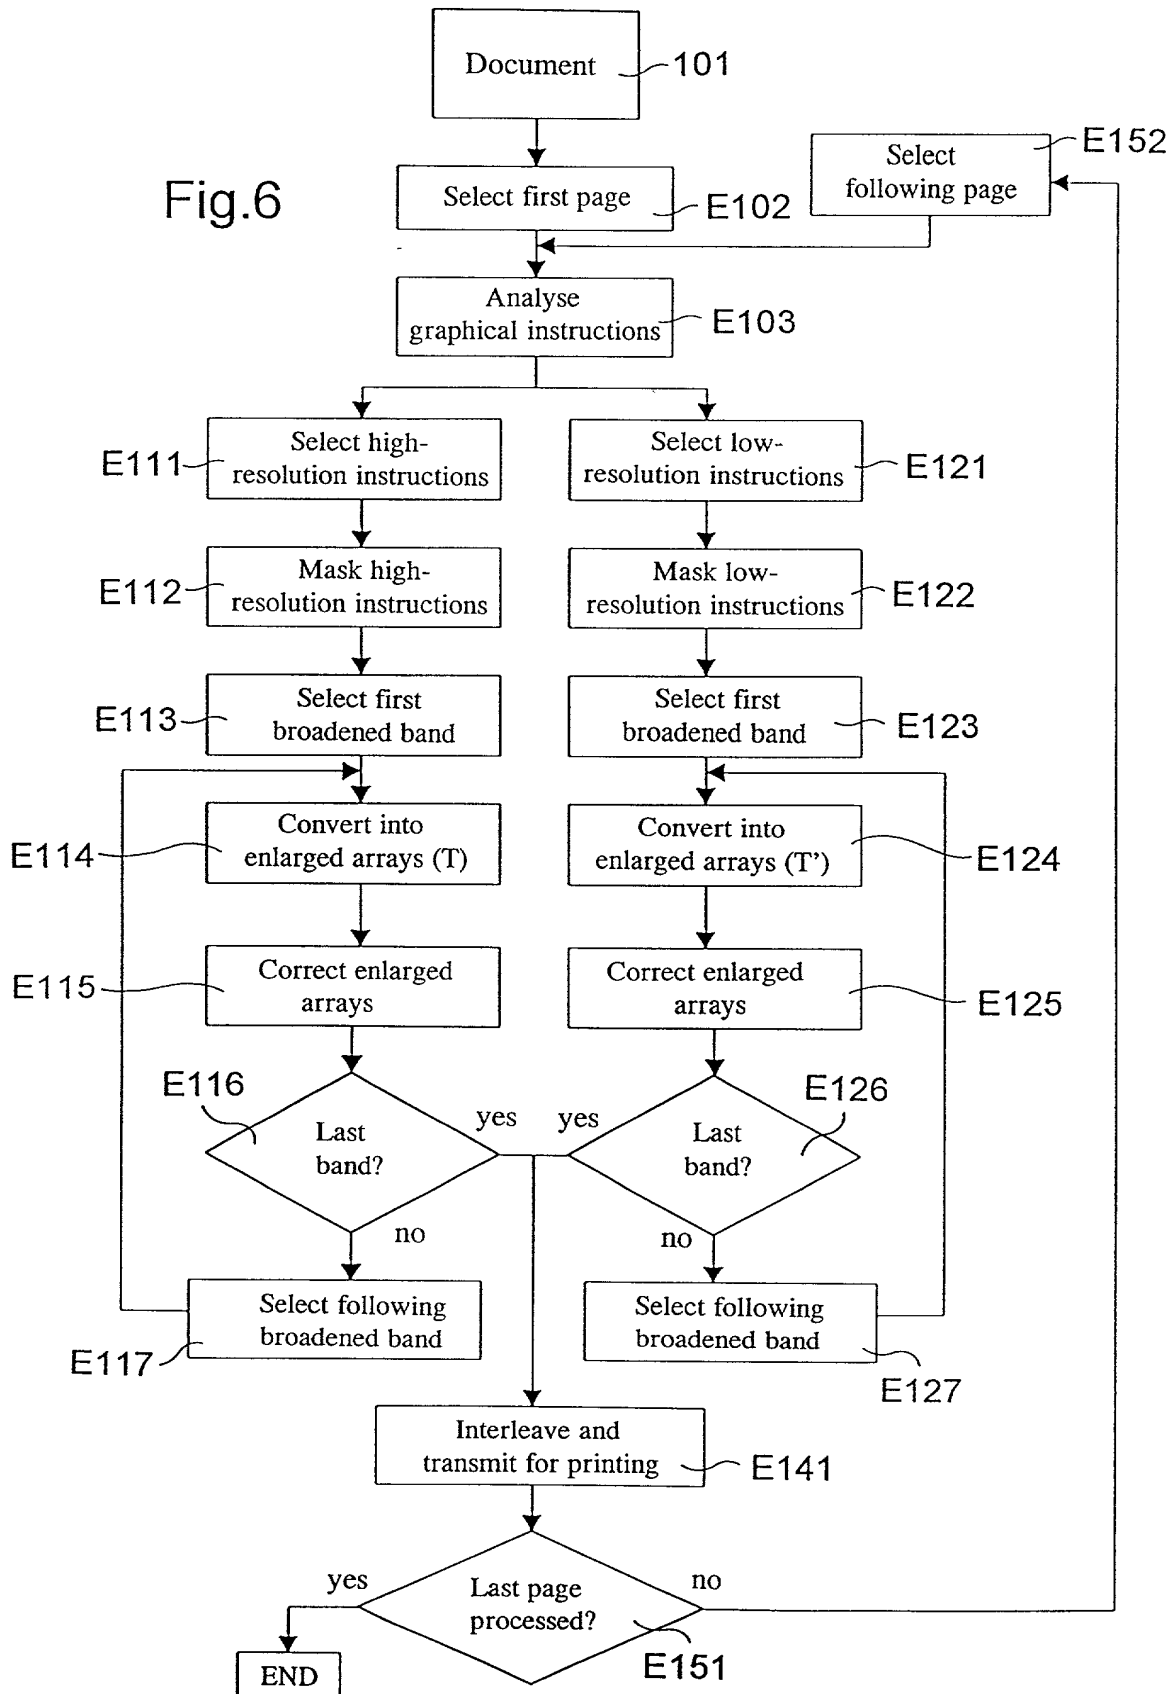 Document
101
Fig.6
Select
following page
E152
Select first page
E102
Analyse
graphical instructions
E103
E111
Select high-
resolution instructions
Select low-
resolution instructions
E121
E112
Mask high-
resolution instructions
Mask low-
resolution instructions
E122
E113
Select first
broadened band
Select first
broadened band
E123
E114
Convert into
enlarged arrays (T)
Convert into
enlarged arrays (T')
E124
E115
Correct enlarged
arrays
Correct enlarged
arrays
E125
E116
Last
band?
yes
yes
Last
band?
E126
no
no
Select following
broadened band
E117
Select following
broadened band
E127
Interleave and
transmit for printing
E141
yes
Last page
processed?
no
E151
END